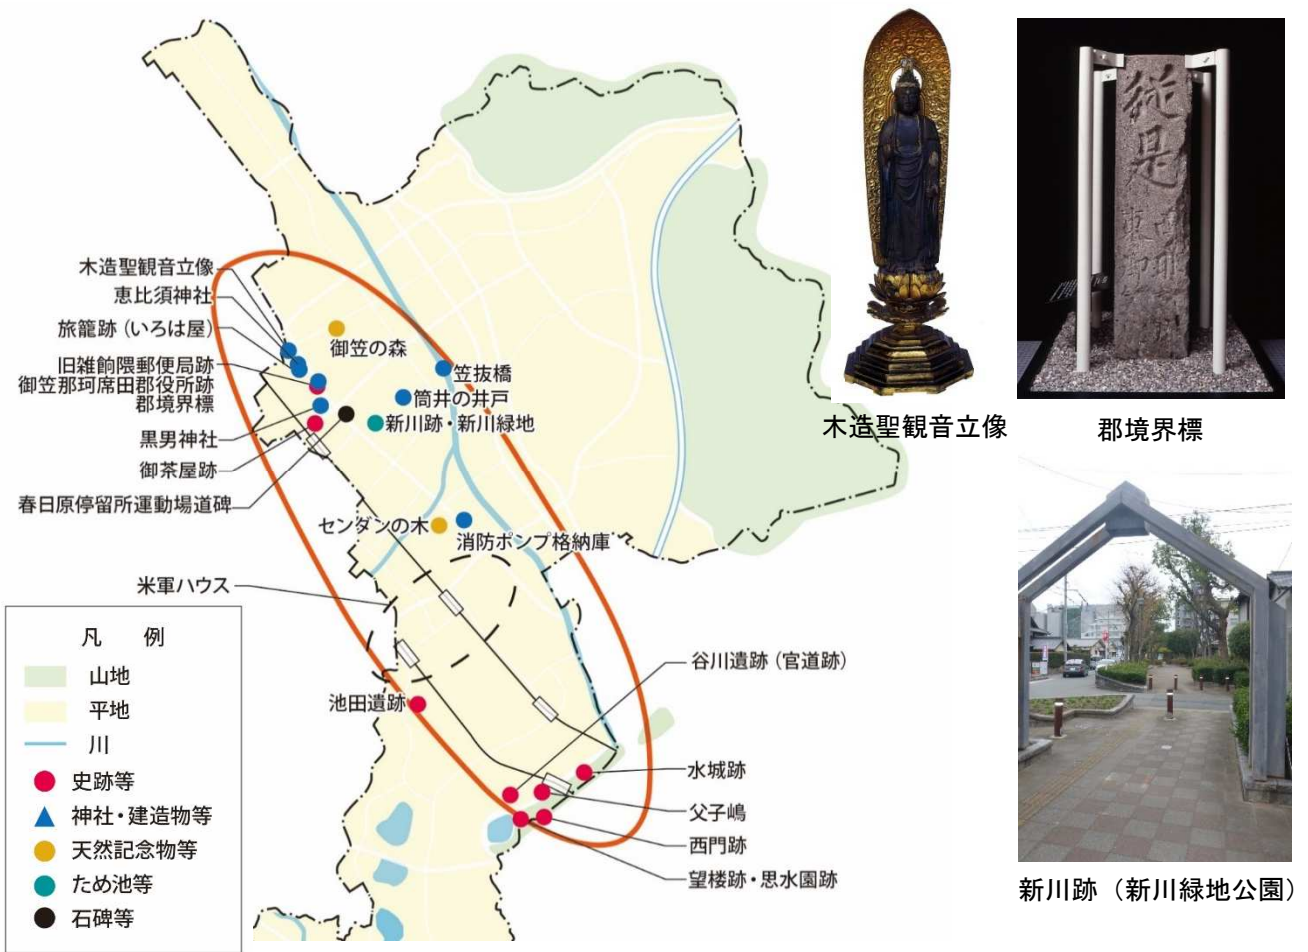 木造聖観音立像
恵比須神社
旅籠跡（いろは屋）
旧雑餉隈郵便局跡
御笠那珂席田郡役所跡
郡境界標
黒男神社
御茶屋跡
春日原停留所運動場道碑
御笠の森
笠抜橋
筒井の井戸
新川跡・新川緑地
センダンの木
消防ポンプ格納庫
米軍ハウス
池田遺跡
谷川遺跡（官道跡）
水城跡
父子嶋
西門跡
望楼跡・思水園跡
凡　例
山地
平地
川
史跡等
神社・建造物等
天然記念物等
ため池等
石碑等
木造聖観音立像
従是
郡境界標
新川跡（新川緑地公園）